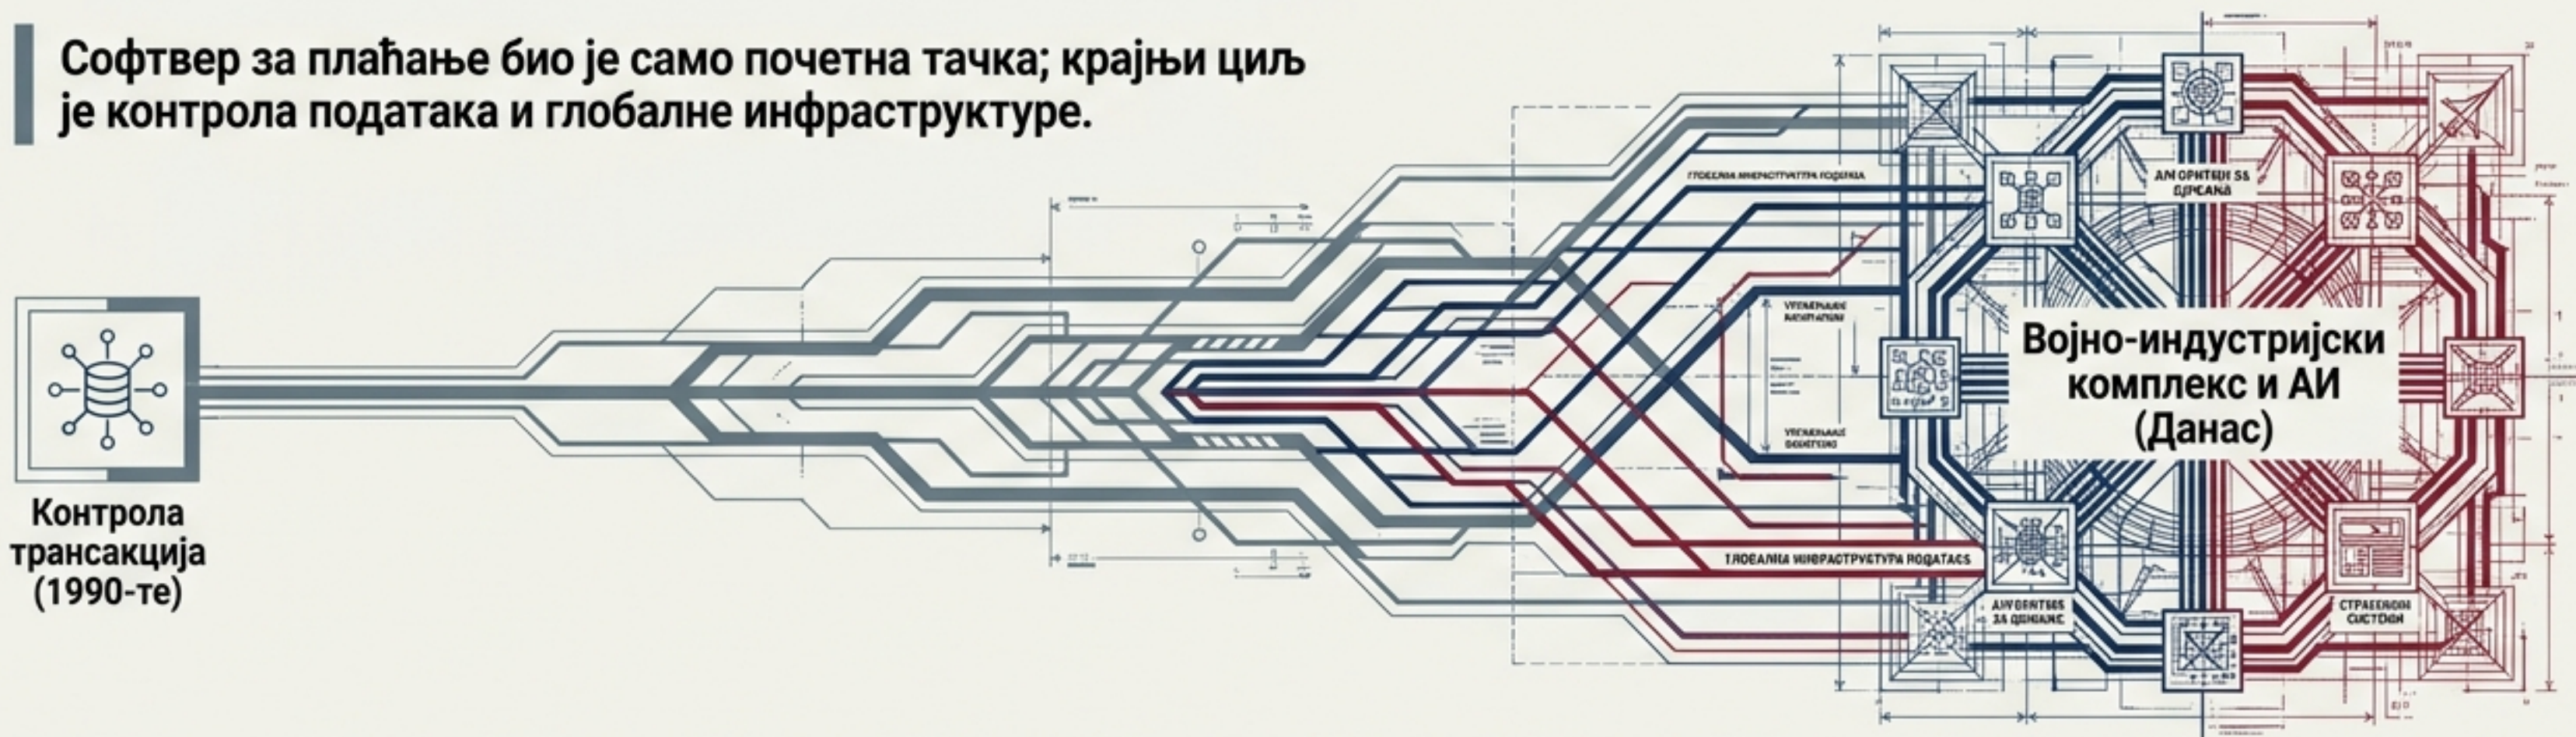 Софтвер за плаћање био је само почетна тачка; крајњи циљ
је контрола података и глобалне инфраструктуре.
Контрола
трансакција
(1990-те)
Војно-индустријски
комплекс и АИ
(Данас)